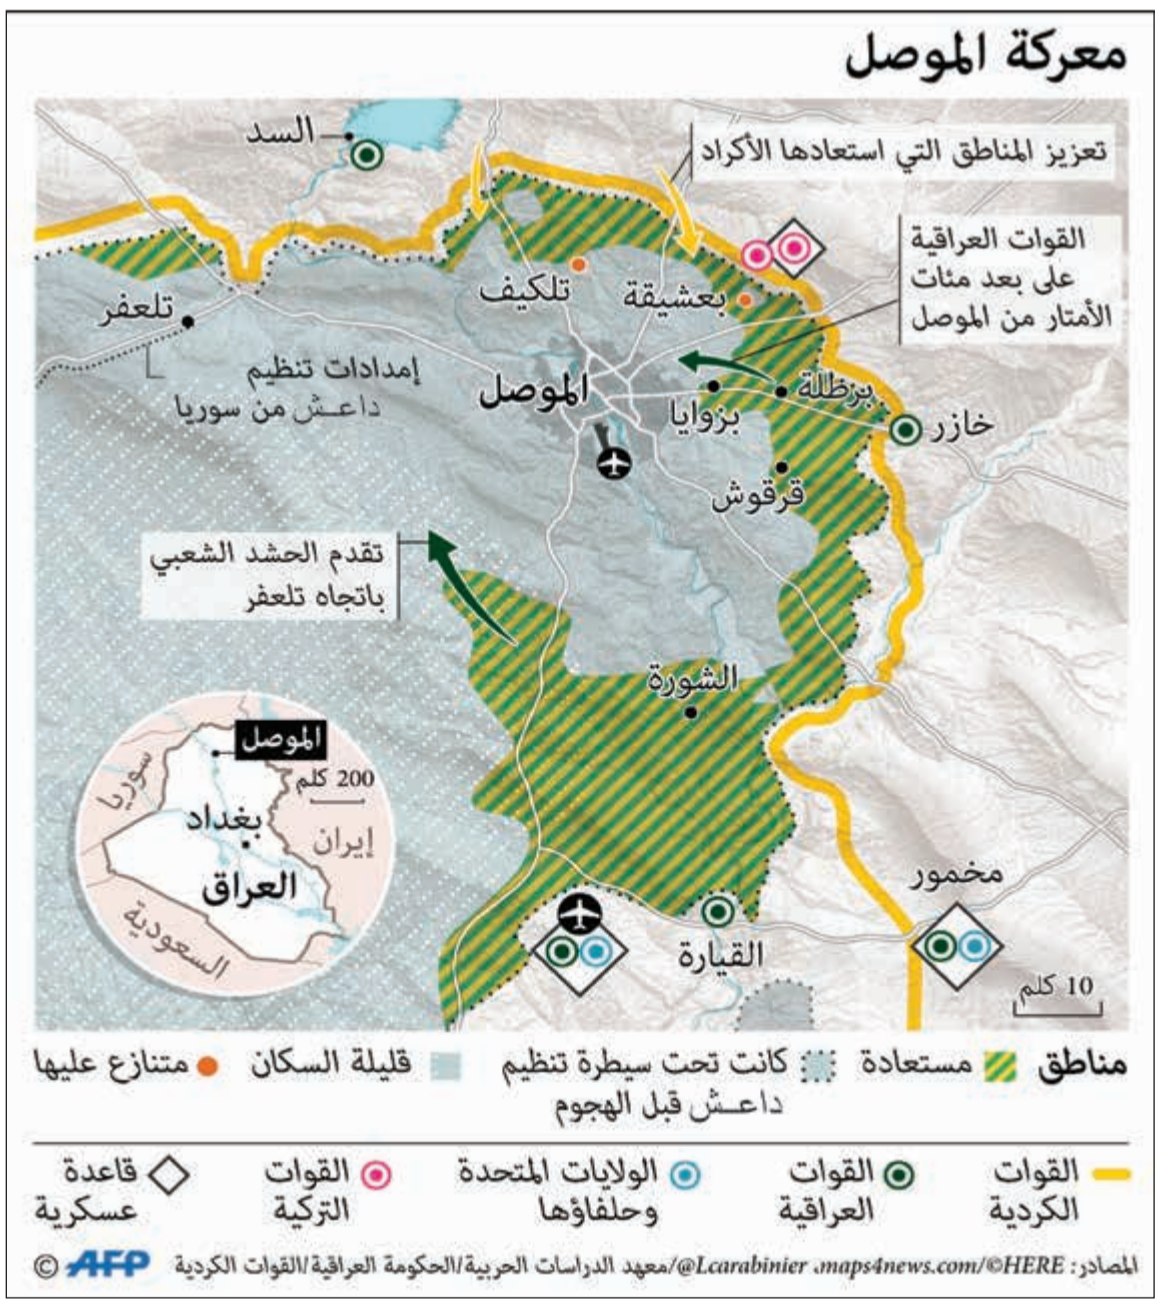 معركة الموصل
السد
تعزيز المناطق التي استعادها الأكراد
القوات العراقية
على بعد مئات
الأمتار من الموصل
تلكيف
بعشيقة
تلعفر
إمدادات تنظيم
داعــش من سوريا
الموصل
برطلة
بزوايا
خازر
قرقوش
تقدم الحشد الشعبي
باتجاه تلعفر
الشورة
الموصل
200 كلم
سوريا
بغداد
إيران
العراق
السعودية
مخمور
القيارة
10 كلم
مناطق
مستعادة
كانت تحت سيطرة تنظيم
داعــش قبل الهجوم
قليلة السكان
متنازع عليها
القوات
الكردية
القوات
العراقية
الولايات المتحدة
وحلفاؤها
القوات
التركية
قاعدة
عسكرية
المصادر: Lcarabinier ،maps4news.com/©HERE@/معهد الدراسات الحربية/الحكومة العراقية/القوات الكردية
AFP ©